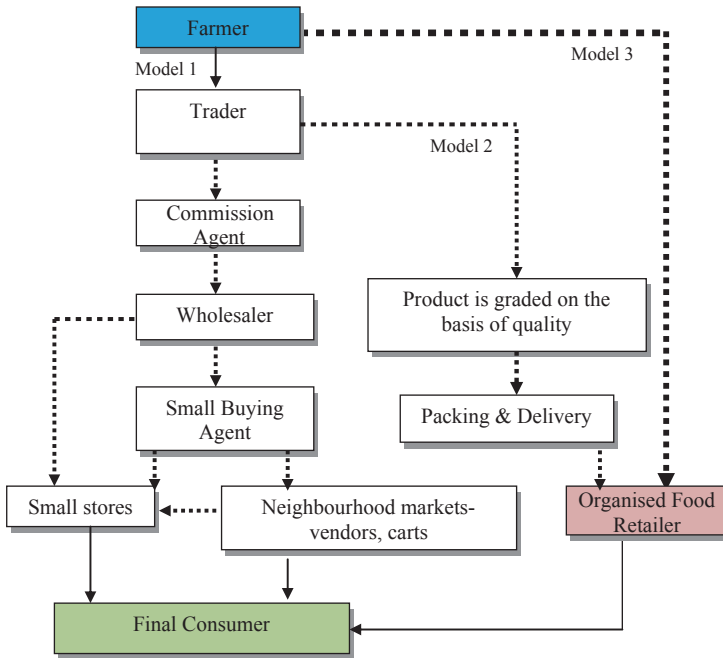 Farmer
Model 1
Model 3
Trader
Model 2
Commission
Agent
Wholesaler
Product is graded on the
basis of quality
Small Buying
Agent
Packing & Delivery
Small stores
Neighbourhood markets-
vendors, carts
Organised Food
Retailer
Final Consumer